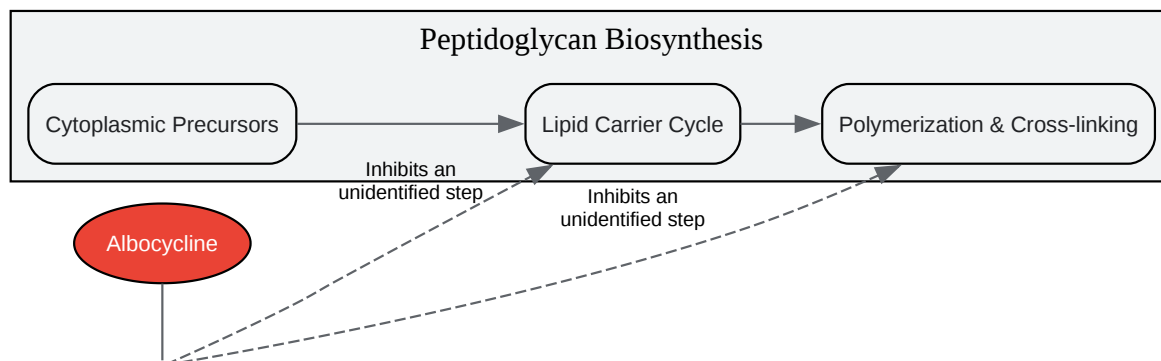 Peptidoglycan Biosynthesis
Cytoplasmic Precursors
Lipid Carrier Cycle
Polymerization & Cross-linking
Inhibits an
unidentified step
Inhibits an
unidentified step
Albocycline